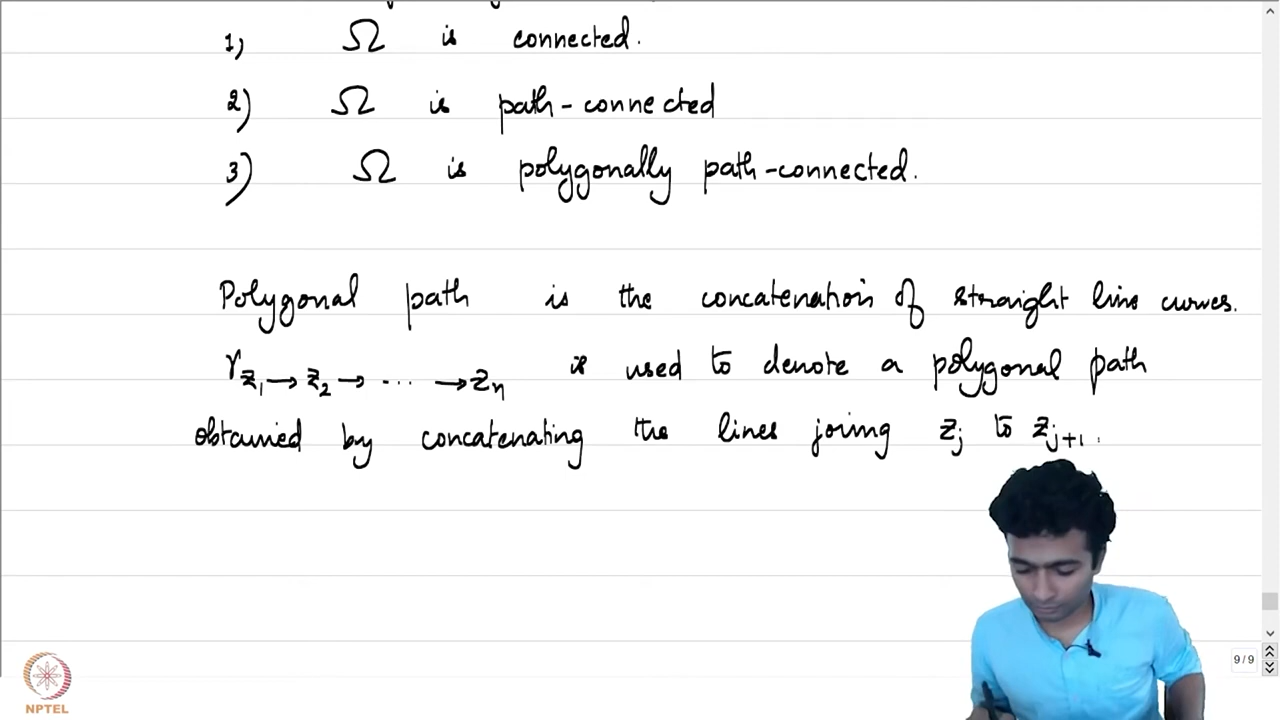 1) Ω is connected.
2) Ω is path-connected
3) Ω is polygonally path-connected.
Polygonal path is the concatenation of straight line curves.
γ z₁ → z₂ → ... → zₙ is used to denote a polygonal path
obtained by concatenating the lines joing zⱼ to zⱼ₊₁.
9/9
NPTEL